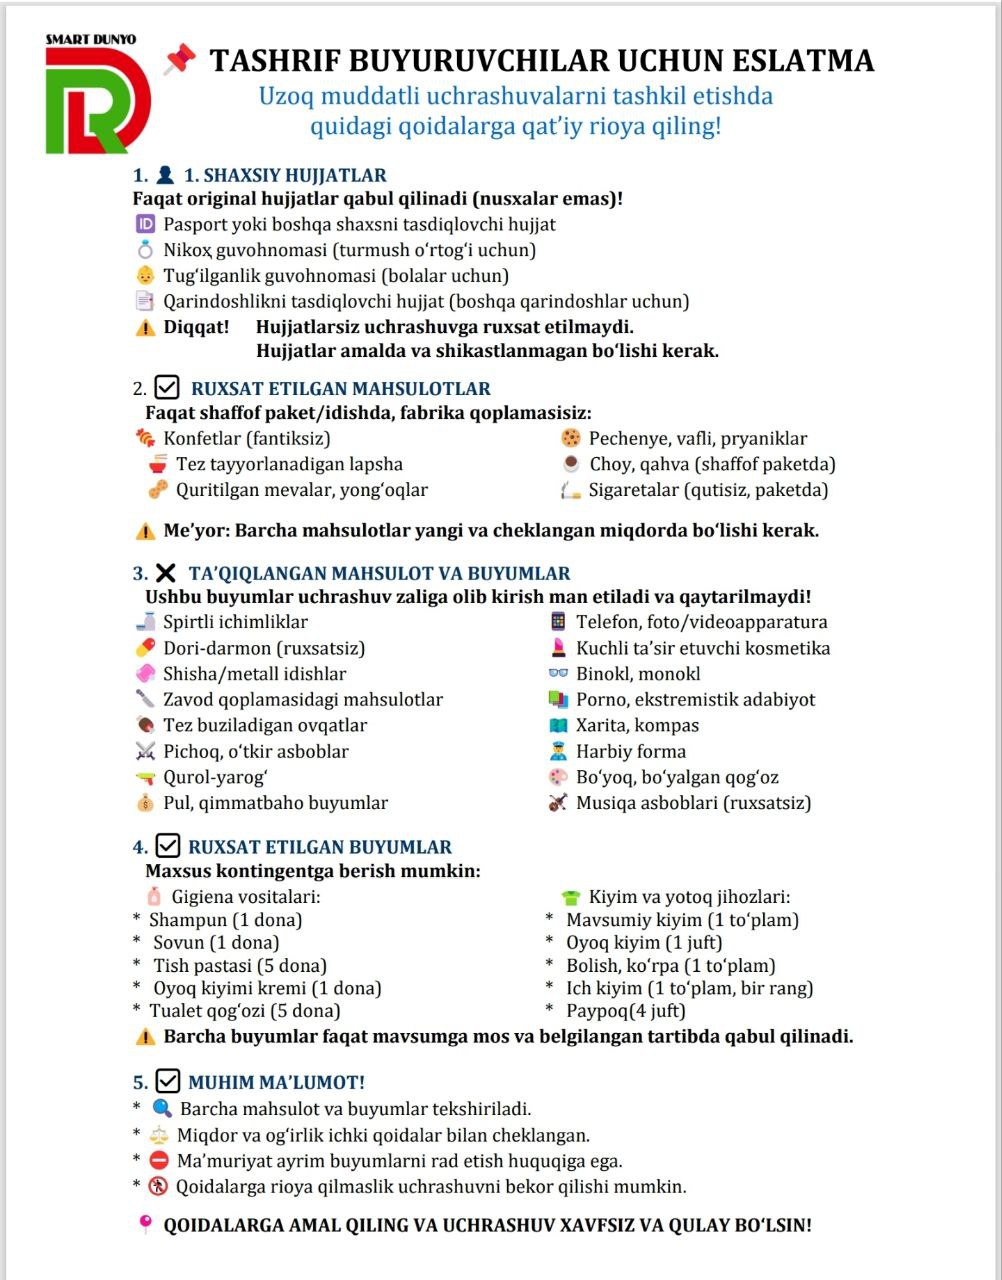 SMART DUNYO
TASHRIF BUYURUVCHILAR UCHUN ESLATMA
Uzoq muddatli uchrashuvalarni tashkil etishda
quidagi qoidalarga qat’iy rioya qiling!
1. 1. SHAXSIY HUJJATLAR
Faqat original hujjatlar qabul qilinadi (nusxalar emas)!
ID Pasport yoki boshqa shaxsni tasdiqlovchi hujjat
Nikoҳ guvohnomasi (turmush o‘rtog‘i uchun)
Tug‘ilganlik guvohnomasi (bolalar uchun)
Qarindoshlikni tasdiqlovchi hujjat (boshqa qarindoshlar uchun)
Diqqat! Hujjatlarsiz uchrashuvga ruxsat etilmaydi.
Hujjatlar amalda va shikastlanmagan bo‘lishi kerak.
2. RUXSAT ETILGAN MAHSULOTLAR
Faqat shaffof paket/idishda, fabrika qoplamasisiz:
Konfetlar (fantiksiz)
Tez tayyorlanadigan lapsha
Quritilgan mevalar, yong‘oqlar
Pechenye, vafli, pryaniklar
Choy, qahva (shaffof paketda)
Sigaretalar (qutisiz, paketda)
Me’yor: Barcha mahsulotlar yangi va cheklangan miqdorda bo‘lishi kerak.
3. TA’QIQLANGAN MAHSULOT VA BUYUMLAR
Ushbu buyumlar uchrashuv zaliga olib kirish man etiladi va qaytarilmaydi!
Spirtli ichimliklar
Dori-darmon (ruxsatsiz)
Shisha/metall idishlar
Zavod qoplamasidagi mahsulotlar
Tez buziladigan ovqatlar
Pichoq, o‘tkir asboblar
Qurol-yarog‘
Pul, qimmatbaho buyumlar
Telefon, foto/videoapparatura
Kuchli ta’sir etuvchi kosmetika
Binokl, monokl
Porno, ekstremistik adabiyot
Xarita, kompas
Harbiy forma
Bo‘yoq, bo‘yalgan qog‘oz
Musiqa asboblari (ruxsatsiz)
4. RUXSAT ETILGAN BUYUMLAR
Maxsus kontingentga berish mumkin:
Gigiena vositalari:
* Shampun (1 dona)
* Sovun (1 dona)
* Tish pastasi (5 dona)
* Oyoq kiyimi kremi (1 dona)
* Tualet qog‘ozi (5 dona)
Kiyim va yotoq jihozlari:
* Mavsumiy kiyim (1 to‘plam)
* Oyoq kiyim (1 juft)
* Bolish, ko‘rpa (1 to‘plam)
* Ich kiyim (1 to‘plam, bir rang)
* Paypoq(4 juft)
Barcha buyumlar faqat mavsumga mos va belgilangan tartibda qabul qilinadi.
5. MUHIM MA’LUMOT!
* Barcha mahsulot va buyumlar tekshiriladi.
* Miqdor va og‘irlik ichki qoidalar bilan cheklangan.
* Ma’muriyat ayrim buyumlarni rad etish huquqiga ega.
* Qoidalarga rioya qilmaslik uchrashuvni bekor qilishi mumkin.
QOIDALARGA AMAL QILING VA UCHRASHUV XAVFSIZ VA QULAY BO‘LSIN!